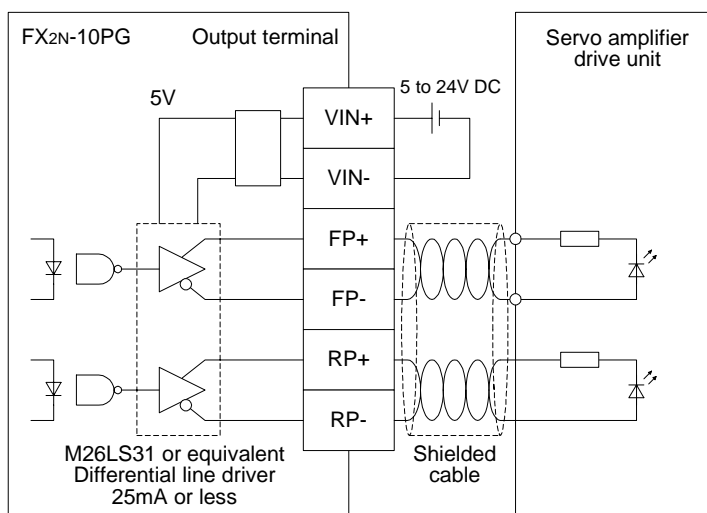 FX2N-10PG
Output terminal
Servo amplifier
drive unit
5V
5 to 24V DC
VIN+
VIN-
FP+
FP-
RP+
RP-
M26LS31 or equivalent
Differential line driver
25mA or less
Shielded
cable